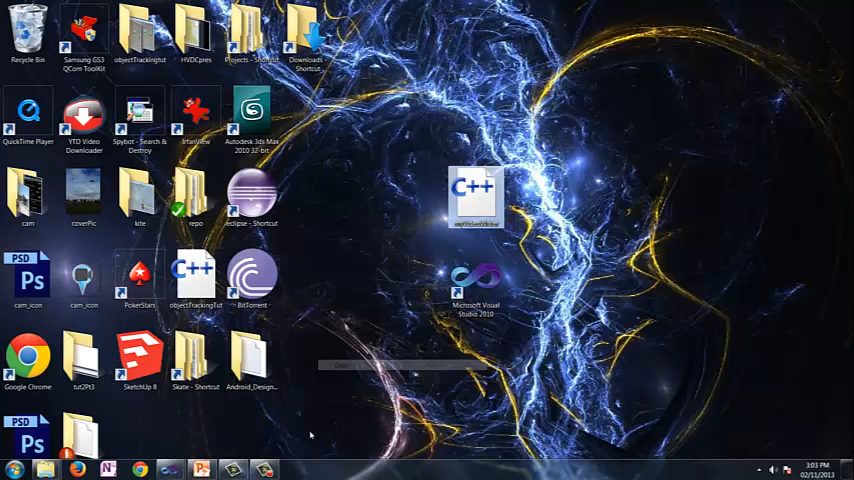 Recycle Bin
Samsung GS3
QCom ToolKit
objectTrackingtut
HVDCpres
Projects - Shortcut
Downloads
Shortcut
QuickTime Player
YTD Video
Downloader
Spybot - Search &
Destroy
IrfanView
Autodesk 3ds Max
2010 32-bit
C++
myVideoWriter
cam
coverPic
kite
repo
eclipse - Shortcut
PSD
Ps
cam_icon
cam_icon
PokerStars
C++
objectTrackingTut
BitTorrent
Microsoft Visual
Studio 2010
Google Chrome
tut2Pt3
SketchUp 8
Skate - Shortcut
Android_Design...
PSD
Ps
3:03 PM
02/11/2013